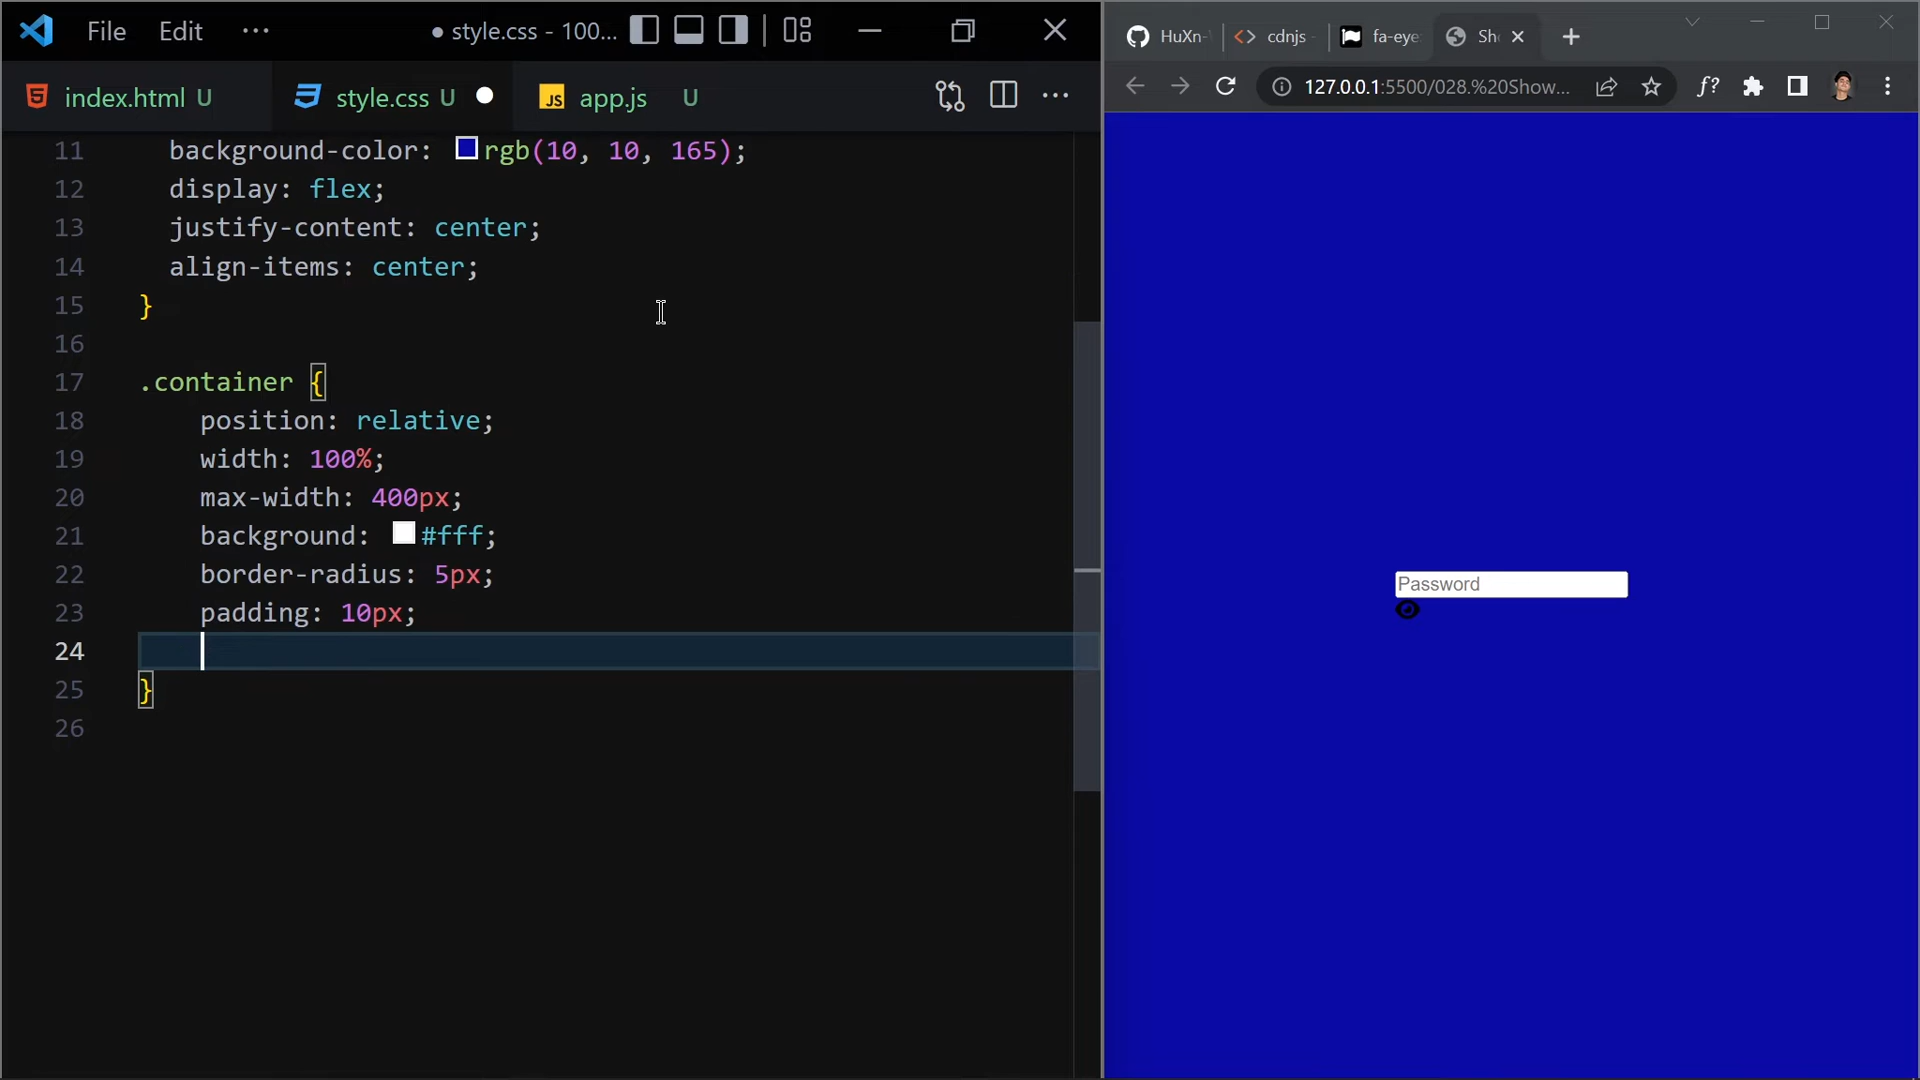 File Edit ··· ● style.css - 100...
index.html U style.css U ● app.js U ···
11 background-color: rgb(10, 10, 165);
12 display: flex;
13 justify-content: center;
14 align-items: center;
15 }
16
17 .container {
18 position: relative;
19 width: 100%;
20 max-width: 400px;
21 background: #fff;
22 border-radius: 5px;
23 padding: 10px;
24
25 }
26
HuXn- cdnjs fa-eye Sh
127.0.0.1:5500/028.%20Show... f?
Password